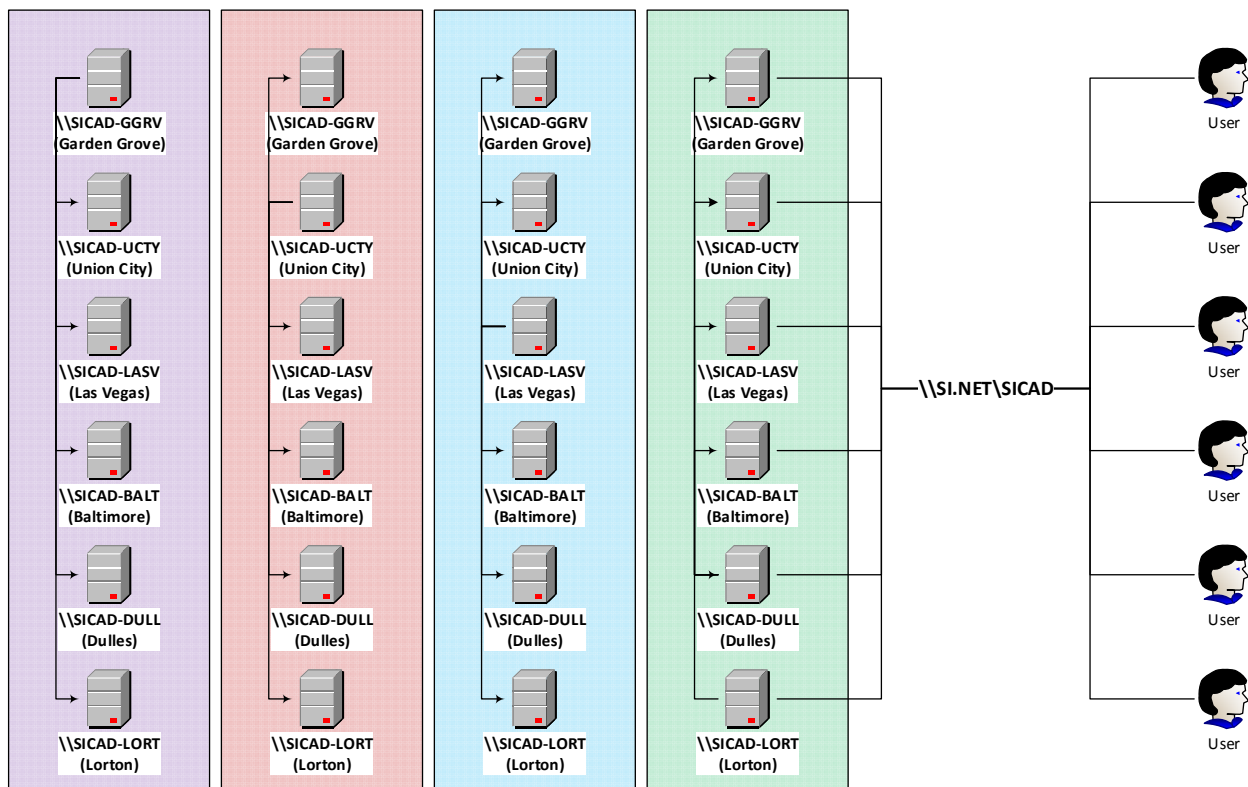 \\SICAD-GGRV
(Garden Grove)
\\SICAD-UCTY
(Union City)
\\SICAD-LASV
(Las Vegas)
\\SICAD-BALT
(Baltimore)
\\SICAD-DULL
(Dulles)
\\SICAD-LORT
(Lorton)
\\SICAD-GGRV
(Garden Grove)
\\SICAD-UCTY
(Union City)
\\SICAD-LASV
(Las Vegas)
\\SICAD-BALT
(Baltimore)
\\SICAD-DULL
(Dulles)
\\SICAD-LORT
(Lorton)
\\SICAD-GGRV
(Garden Grove)
\\SICAD-UCTY
(Union City)
\\SICAD-LASV
(Las Vegas)
\\SICAD-BALT
(Baltimore)
\\SICAD-DULL
(Dulles)
\\SICAD-LORT
(Lorton)
\\SICAD-GGRV
(Garden Grove)
\\SICAD-UCTY
(Union City)
\\SICAD-LASV
(Las Vegas)
\\SICAD-BALT
(Baltimore)
\\SICAD-DULL
(Dulles)
\\SICAD-LORT
(Lorton)
\\SI.NET\SICAD
User
User
User
User
User
User